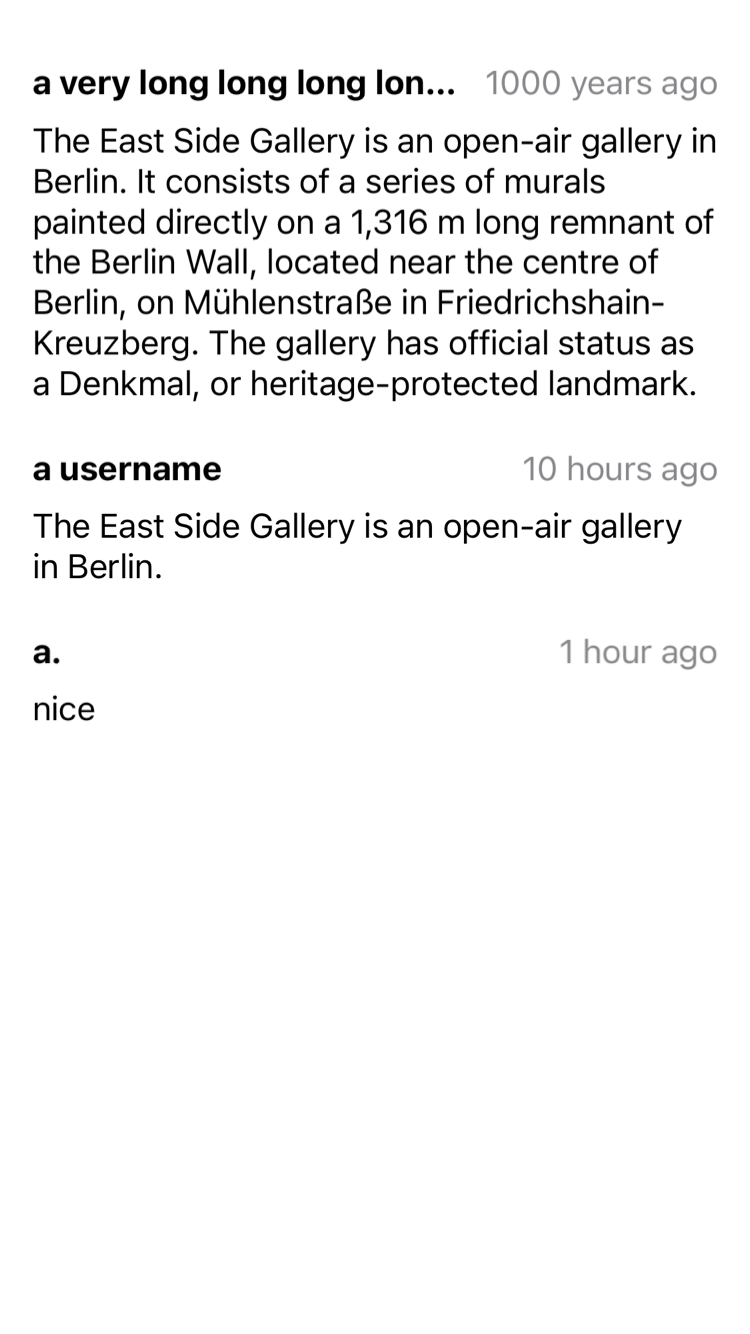 a very long long long lon... 1000 years ago
The East Side Gallery is an open-air gallery in
Berlin. It consists of a series of murals
painted directly on a 1,316 m long remnant of
the Berlin Wall, located near the centre of
Berlin, on Mühlenstraße in Friedrichshain-
Kreuzberg. The gallery has official status as
a Denkmal, or heritage-protected landmark.
a username 10 hours ago
The East Side Gallery is an open-air gallery
in Berlin.
a. 1 hour ago
nice